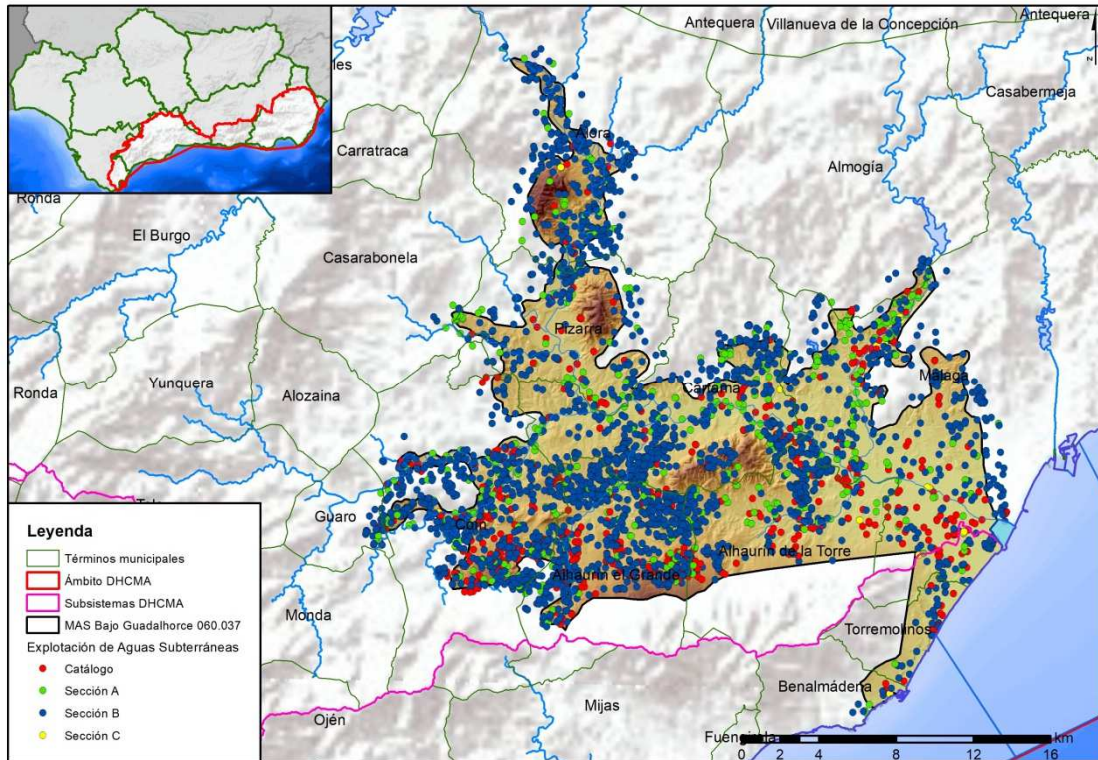 Antequera
Villanueva de la Concepción
Antequera
z
les
Casabermeja
Álora
Carratraca
Almogía
Ronda
El Burgo
Casarabonela
Pizarra
Yunquera
Ronda
Alozaina
Cártama
Málaga
Guaro
Coín
Alhaurín de la Torre
Alhaurín el Grande
Monda
Torremolinos
Benalmádena
Mijas
Ojén
Fuengirola
km
0 2 4 8 12 16
Leyenda
Términos municipales
Ámbito DHCMA
Subsistemas DHCMA
MAS Bajo Guadalhorce 060.037
Explotación de Aguas Subterráneas
Catálogo
Sección A
Sección B
Sección C